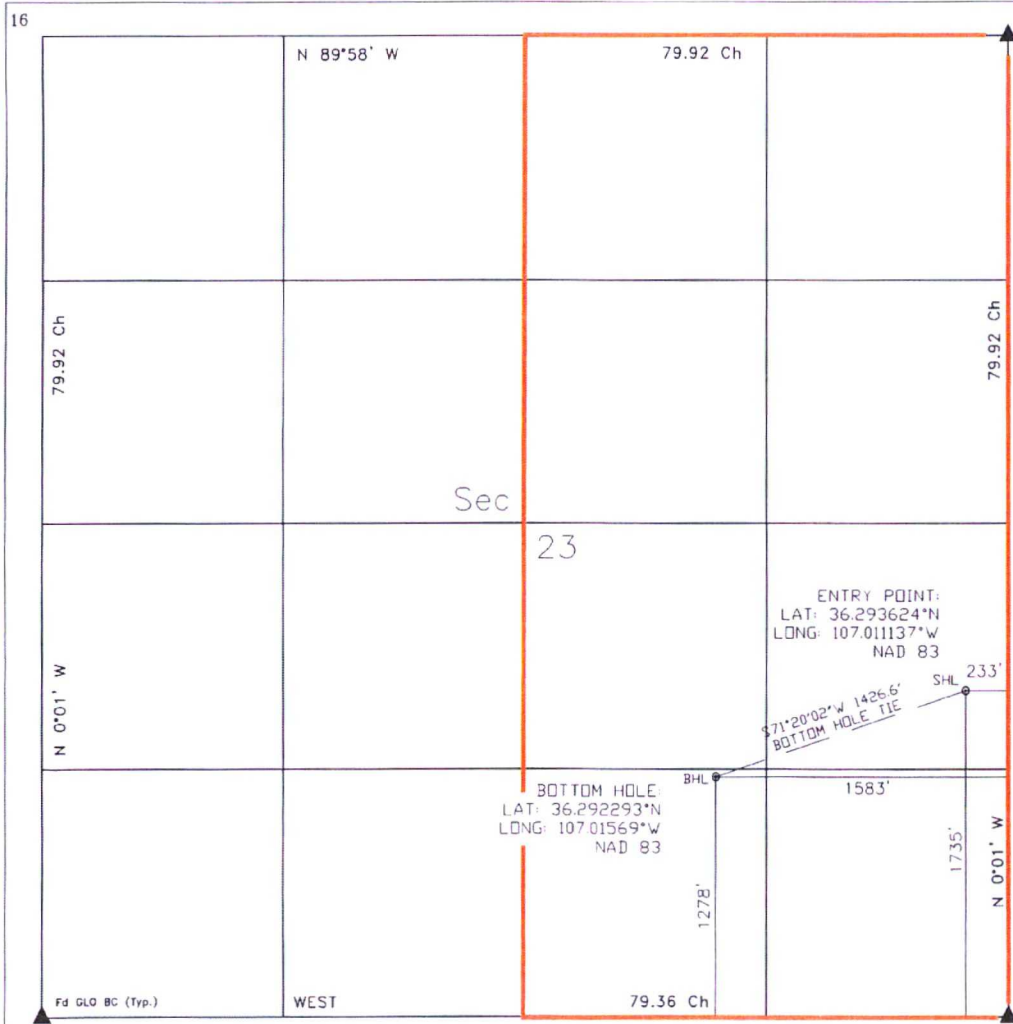 16
N 89°58' W
79.92 Ch
79.92 Ch
79.92 Ch
Sec
23
ENTRY POINT:
LAT: 36.293624°N
LONG: 107.011137°W
NAD 83
SHL
233'
S71°20'02"W 1426.6'
BOTTOM HOLE TIE
N 0°01' W
BHL
1583'
BOTTOM HOLE:
LAT: 36.292293°N
LONG: 107.01569°W
NAD 83
1735'
N 0°01' W
1278'
Fd GLO BC (Typ.)
WEST
79.36 Ch